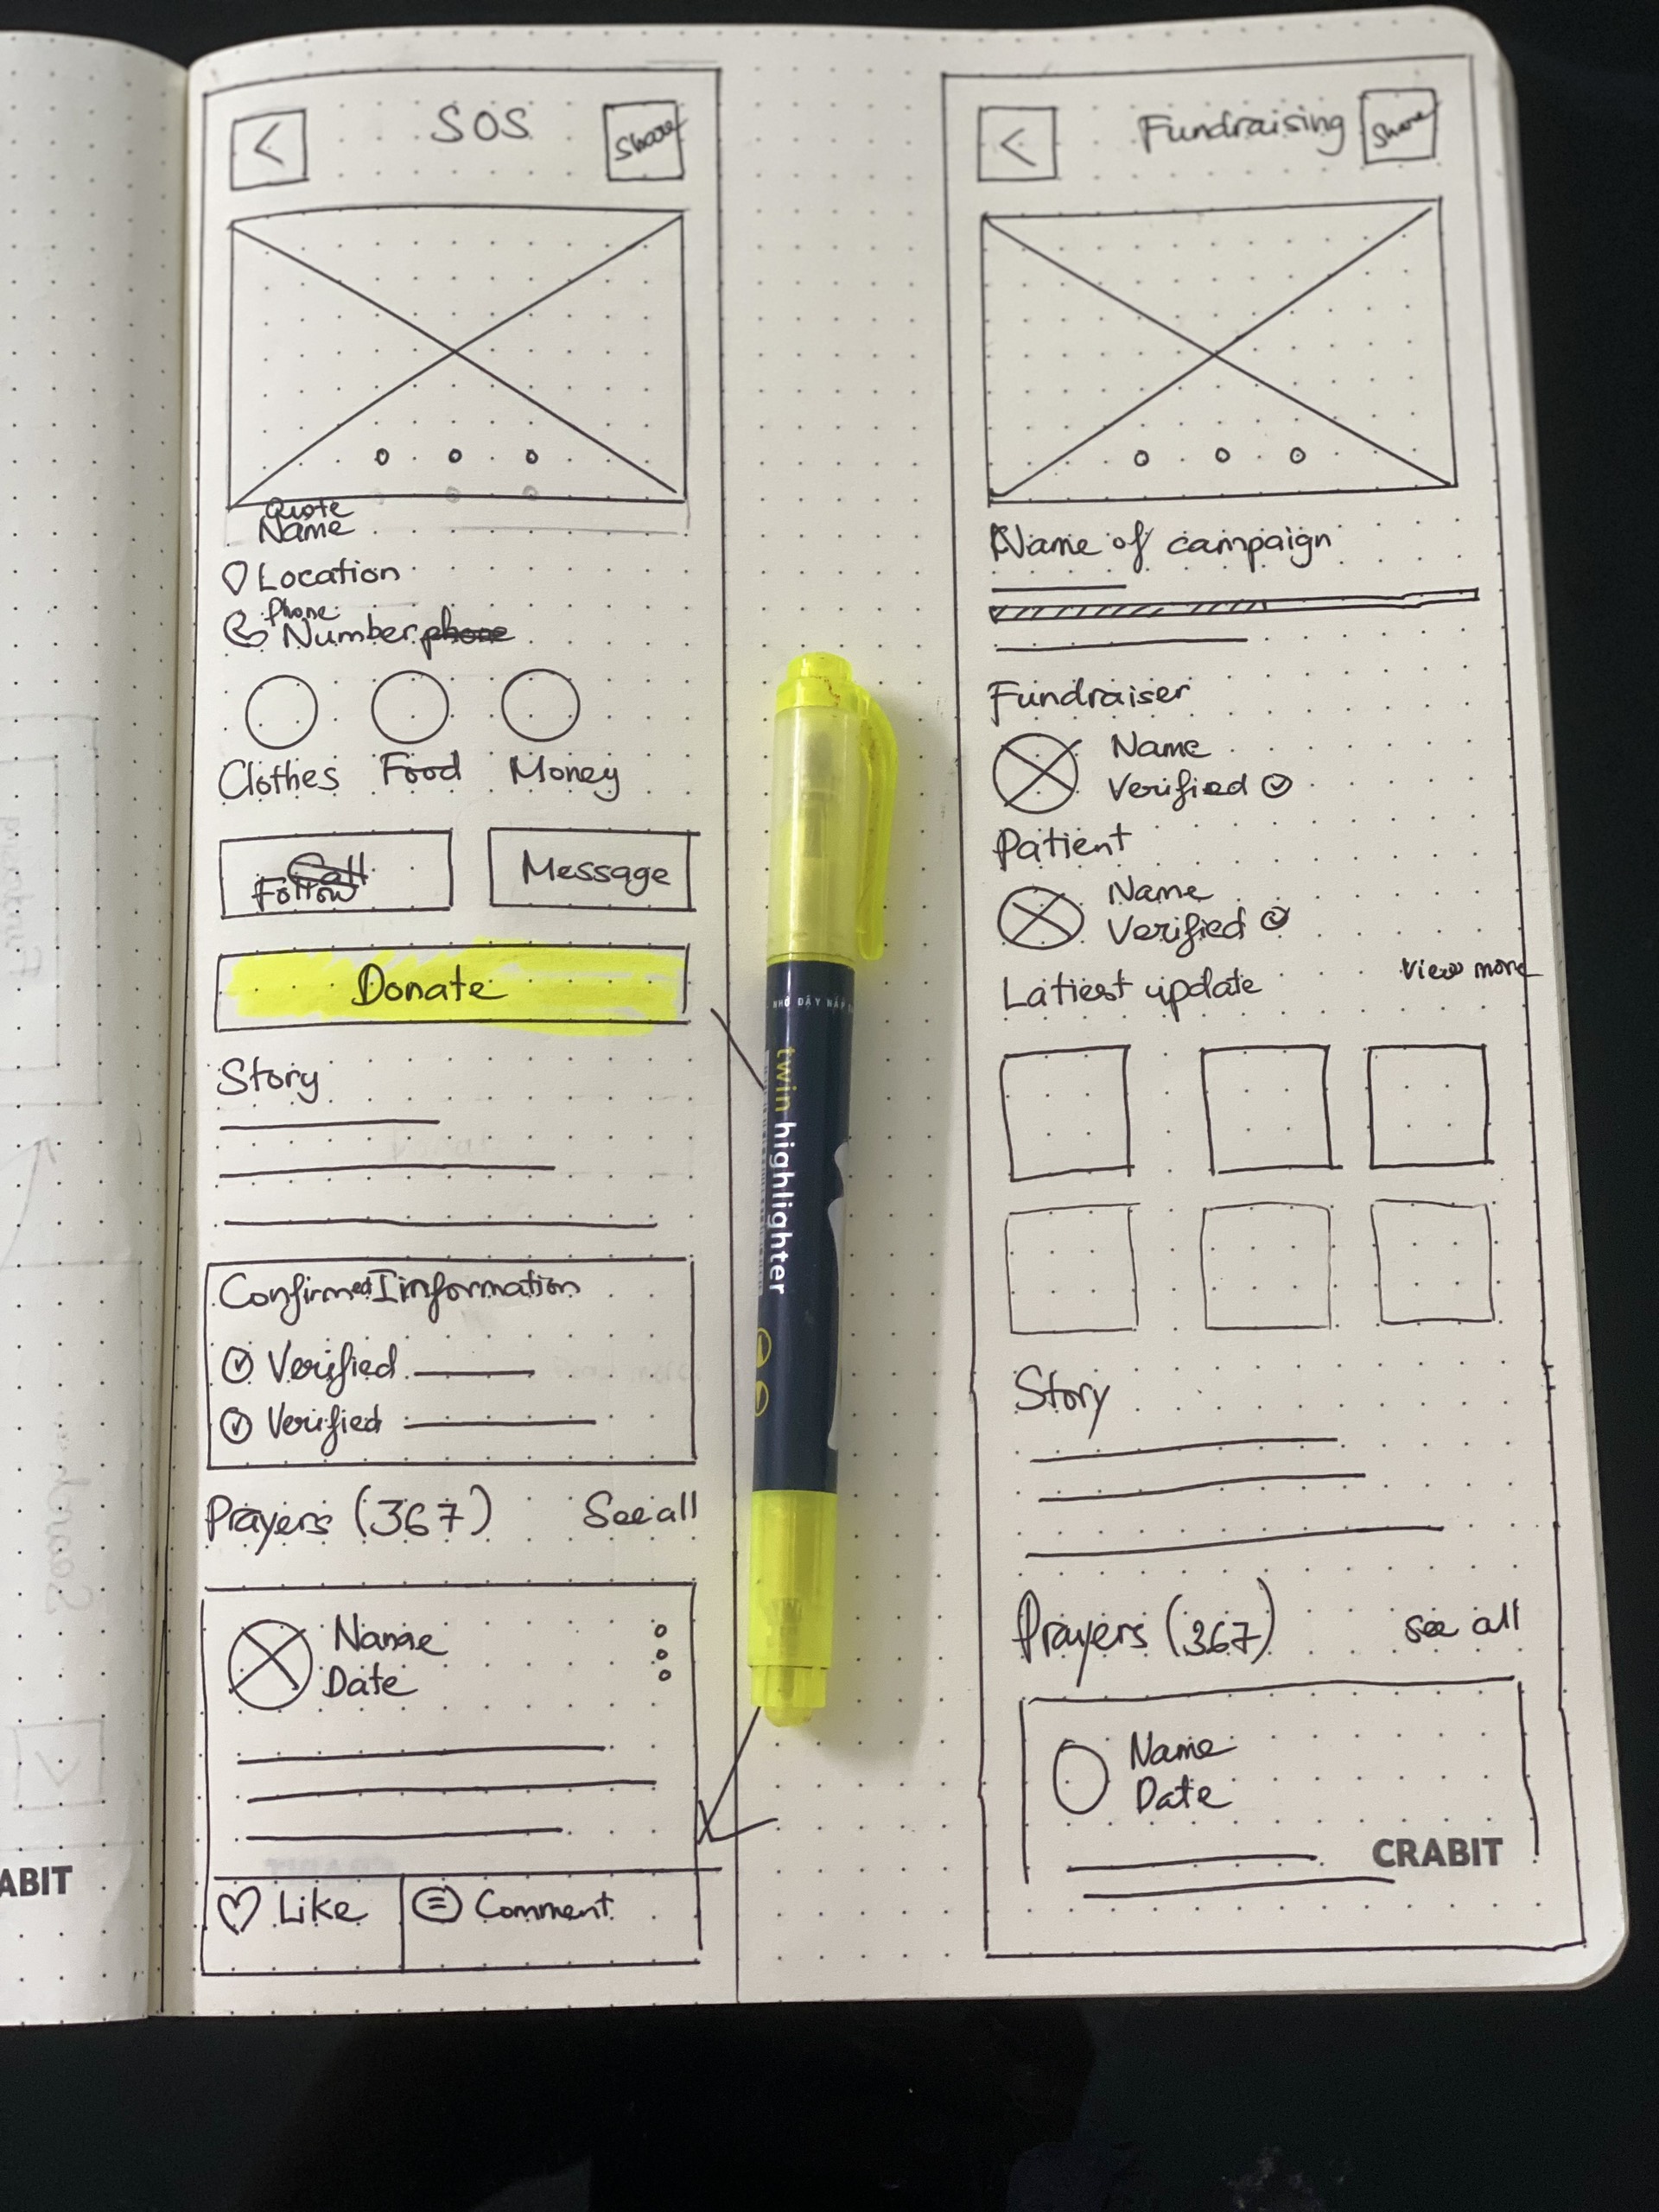 SOS
Share
Quote
Name
Location
Phone
Number phone
Clothes Food Money
Call
Follow
Message
Donate
Story
Confirmed Iinformation
Verified
Verified
Prayers (367) See all
Name
Date
Like
Comment
ABIT
twin highlighter
Fundraising
Share
Name of campaign
Fundraiser
Name
Verified
Patient
Name
Verified
Latiest update
View more
Story
Prayers (367) see all
Name
Date
CRABIT